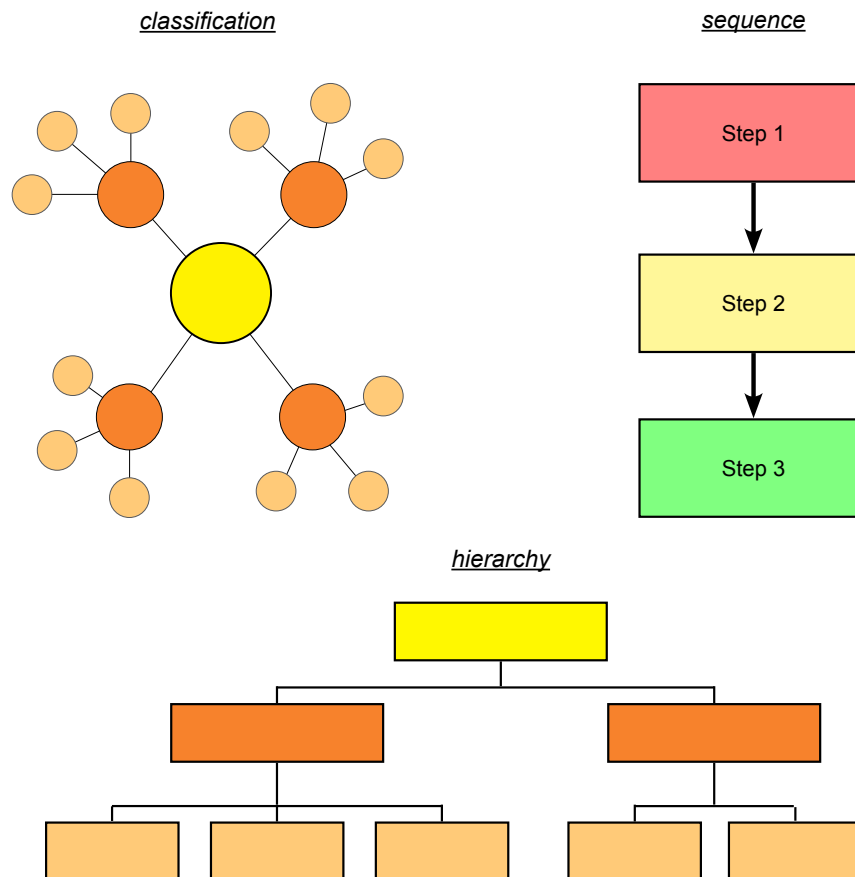 classification
sequence
Step 1
Step 2
Step 3
hierarchy